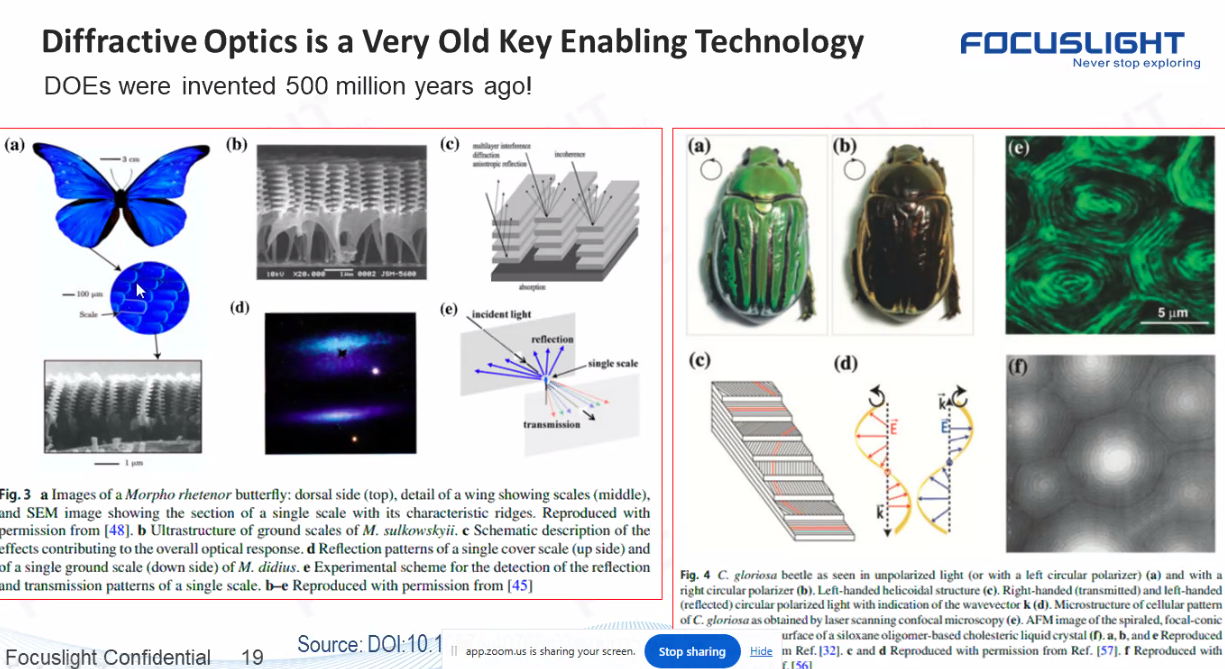 Diffractive Optics is a Very Old Key Enabling Technology
FOCUSLIGHT
Never stop exploring
DOEs were invented 500 million years ago!
(a)
3 cm
100 μm
Scale
1 μm
(b)
10kV X20,000 1μm 0002 JSM-5600
(c)
multilayer interference
diffraction
anisotropic reflection
incoherence
absorption
(d)
(e)
incident light
reflection
single scale
transmission
Fig. 3 a Images of a Morpho rhetenor butterfly: dorsal side (top), detail of a wing showing scales (middle),
and SEM image showing the section of a single scale with its characteristic ridges. Reproduced with
permission from [48]. b Ultrastructure of ground scales of M. sulkowskyii. c Schematic description of the
effects contributing to the overall optical response. d Reflection patterns of a single cover scale (up side) and
of a single ground scale (down side) of M. didius. e Experimental scheme for the detection of the reflection
and transmission patterns of a single scale. b–e Reproduced with permission from [45]
(a)
(b)
(e)
5 μm
(c)
(d)
E
k
k
E
(f)
Fig. 4 C. gloriosa beetle as seen in unpolarized light (or with a left circular polarizer) (a) and with a
right circular polarizer (b). Left-handed helicoidal structure (c). Right-handed (transmitted) and left-handed
(reflected) circular polarized light with indication of the wavevector k (d). Microstructure of cellular pattern
of C. gloriosa as obtained by laser scanning confocal microscopy (e). AFM image of the spiraled, focal-conic
urface of a siloxane oligomer-based cholesteric liquid crystal (f). a, b, and e Reproduced
m Ref. [32]. c and d Reproduced with permission from Ref. [57]. f Reproduced with
f. [56]
Source: DOI:10.1
app.zoom.us is sharing your screen.
Stop sharing
Hide
Focuslight Confidential 19